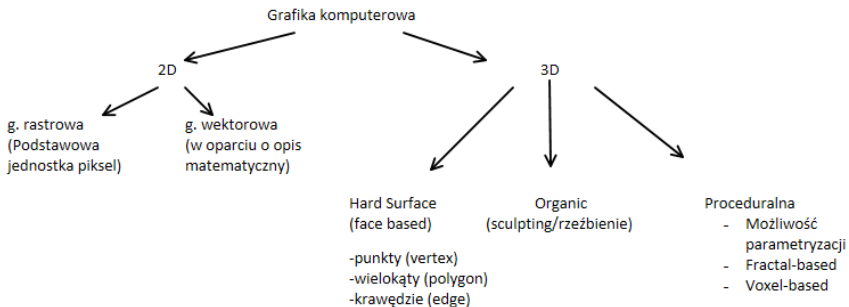 Grafika komputerowa
2D
3D
g. rastrowa
(Podstawowa
jednostka piksel)
g. wektorowa
(w oparciu o opis
matematyczny)
Hard Surface
(face based)
-punkty (vertex)
-wielokąty (polygon)
-krawędzie (edge)
Organic
(sculpting/rzeźbienie)
Proceduralna
- Możliwość
parametryzacji
- Fractal-based
- Voxel-based